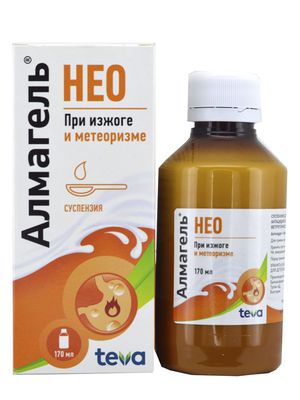 Алмагель®
НЕО
При изжоге
и метеоризме
СУСПЕНЗИЯ
170 мл
teva
Алмагель®
НЕО
При изжоге
и метеоризме
170 мл
teva